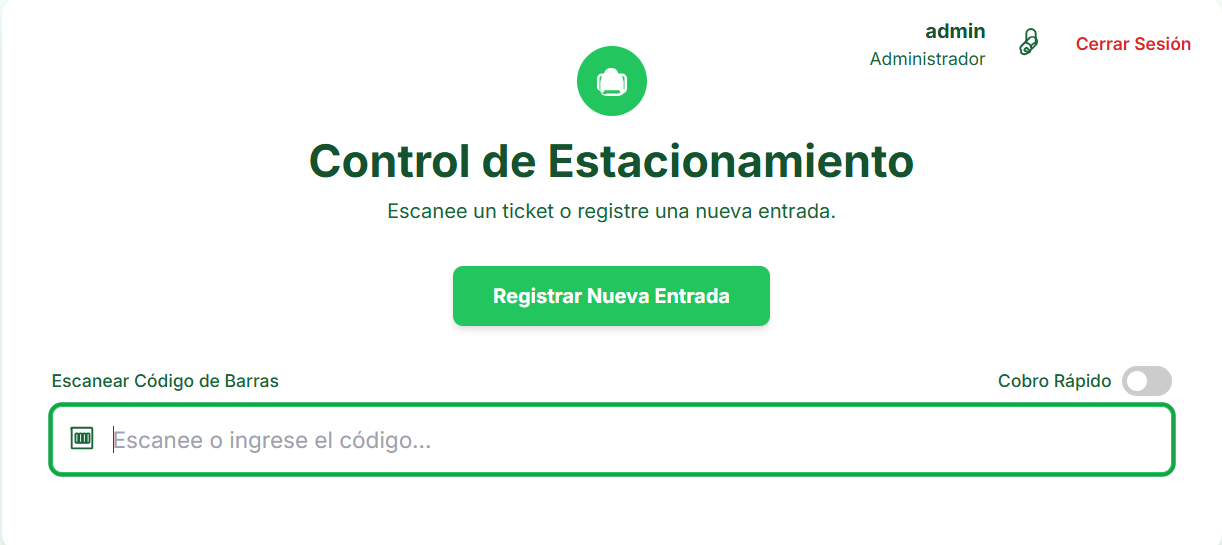 admin
Administrador
Cerrar Sesión
Control de Estacionamiento
Escanee un ticket o registre una nueva entrada.
Registrar Nueva Entrada
Escanear Código de Barras
Cobro Rápido
Escanee o ingrese el código...